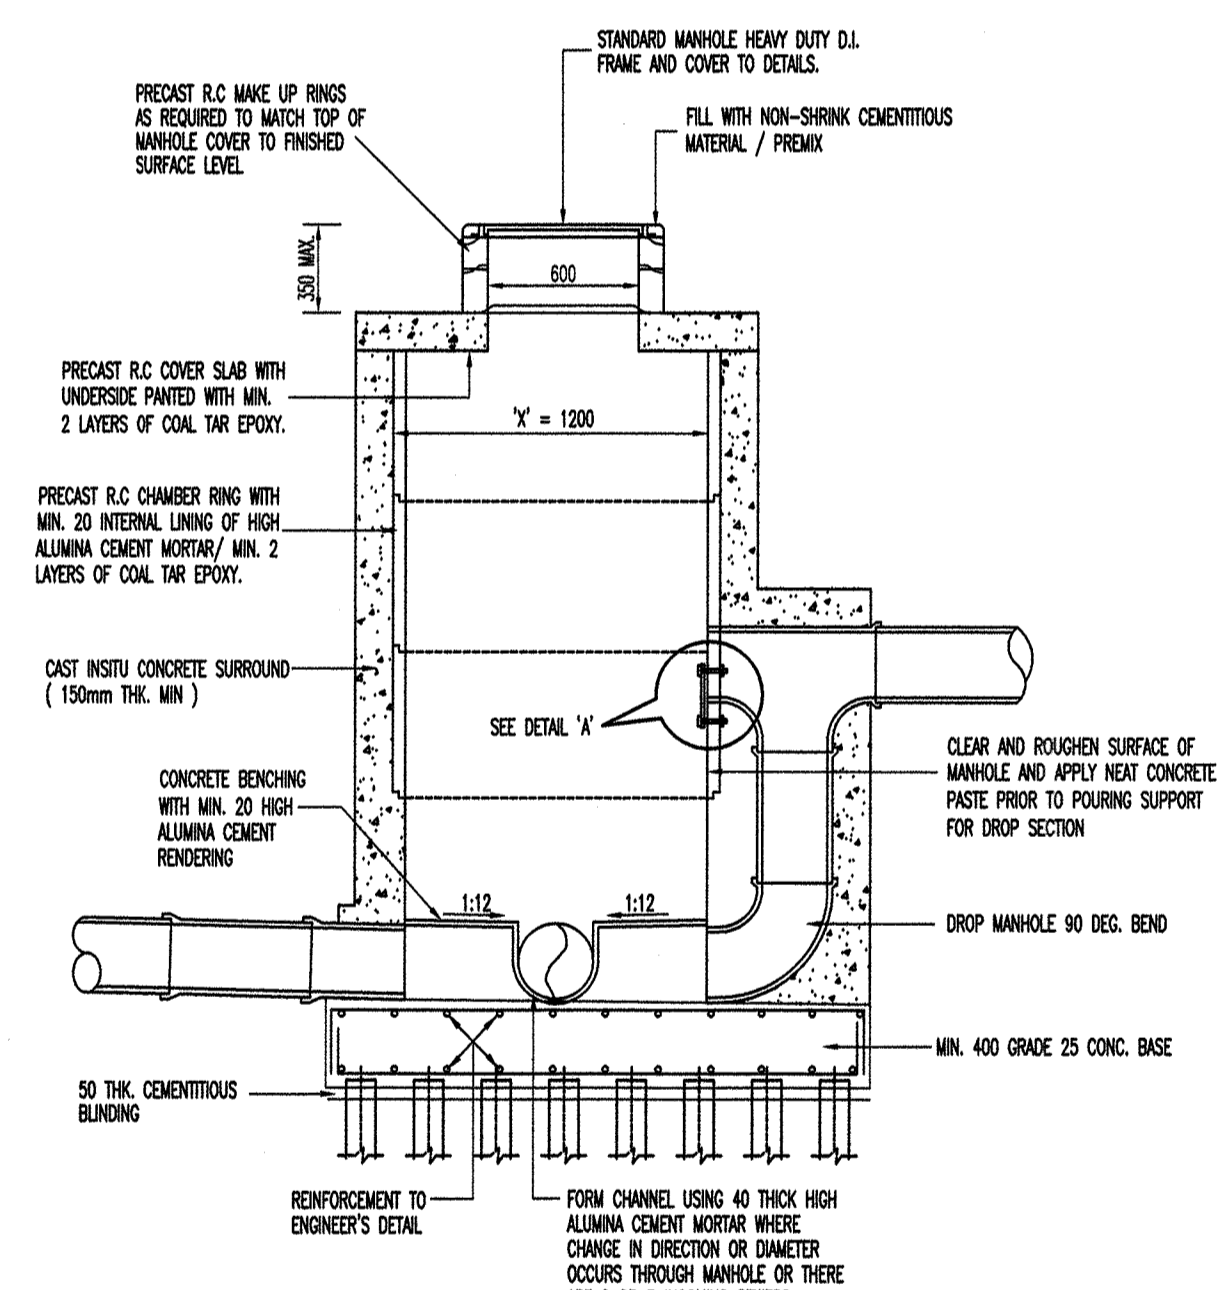 STANDARD MANHOLE HEAVY DUTY D.I.
FRAME AND COVER TO DETAILS.
PRECAST R.C MAKE UP RINGS
AS REQUIRED TO MATCH TOP OF
MANHOLE COVER TO FINISHED
SURFACE LEVEL
FILL WITH NON-SHRINK CEMENTITIOUS
MATERIAL / PREMIX
350 MAX.
600
PRECAST R.C COVER SLAB WITH
UNDERSIDE PANTED WITH MIN.
2 LAYERS OF COAL TAR EPOXY.
'X' = 1200
PRECAST R.C CHAMBER RING WITH
MIN. 20 INTERNAL LINING OF HIGH
ALUMINA CEMENT MORTAR/ MIN. 2
LAYERS OF COAL TAR EPOXY.
CAST INSITU CONCRETE SURROUND
( 150mm THK. MIN )
SEE DETAIL 'A'
CLEAR AND ROUGHEN SURFACE OF
MANHOLE AND APPLY NEAT CONCRETE
PASTE PRIOR TO POURING SUPPORT
FOR DROP SECTION
CONCRETE BENCHING
WITH MIN. 20 HIGH
ALUMINA CEMENT
RENDERING
1:12
1:12
DROP MANHOLE 90 DEG. BEND
MIN. 400 GRADE 25 CONC. BASE
50 THK. CEMENTITIOUS
BLINDING
REINFORCEMENT TO
ENGINEER'S DETAIL
FORM CHANNEL USING 40 THICK HIGH
ALUMINA CEMENT MORTAR WHERE
CHANGE IN DIRECTION OR DIAMETER
OCCURS THROUGH MANHOLE OR THERE